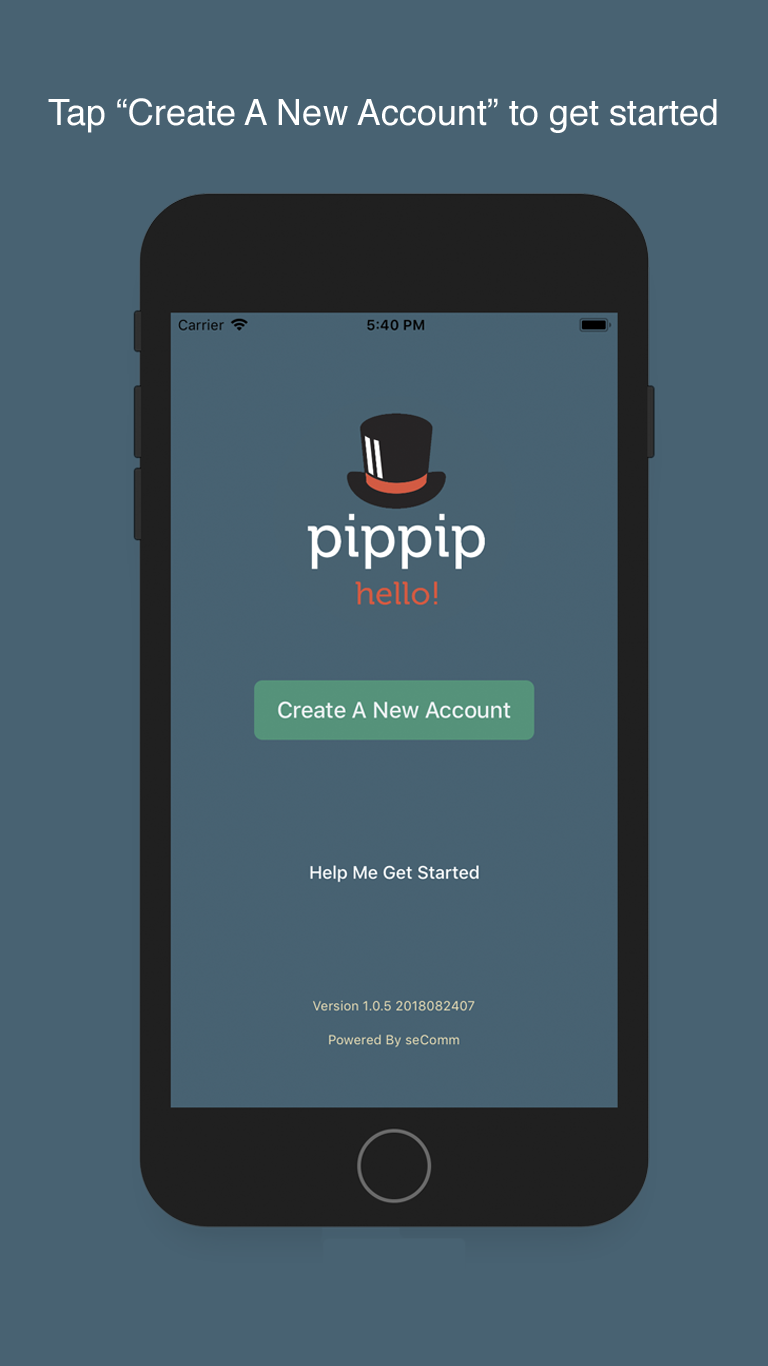 Tap “Create A New Account” to get started
Carrier 5:40 PM
pippip
hello!
Create A New Account
Help Me Get Started
Version 1.0.5 2018082407
Powered By seComm